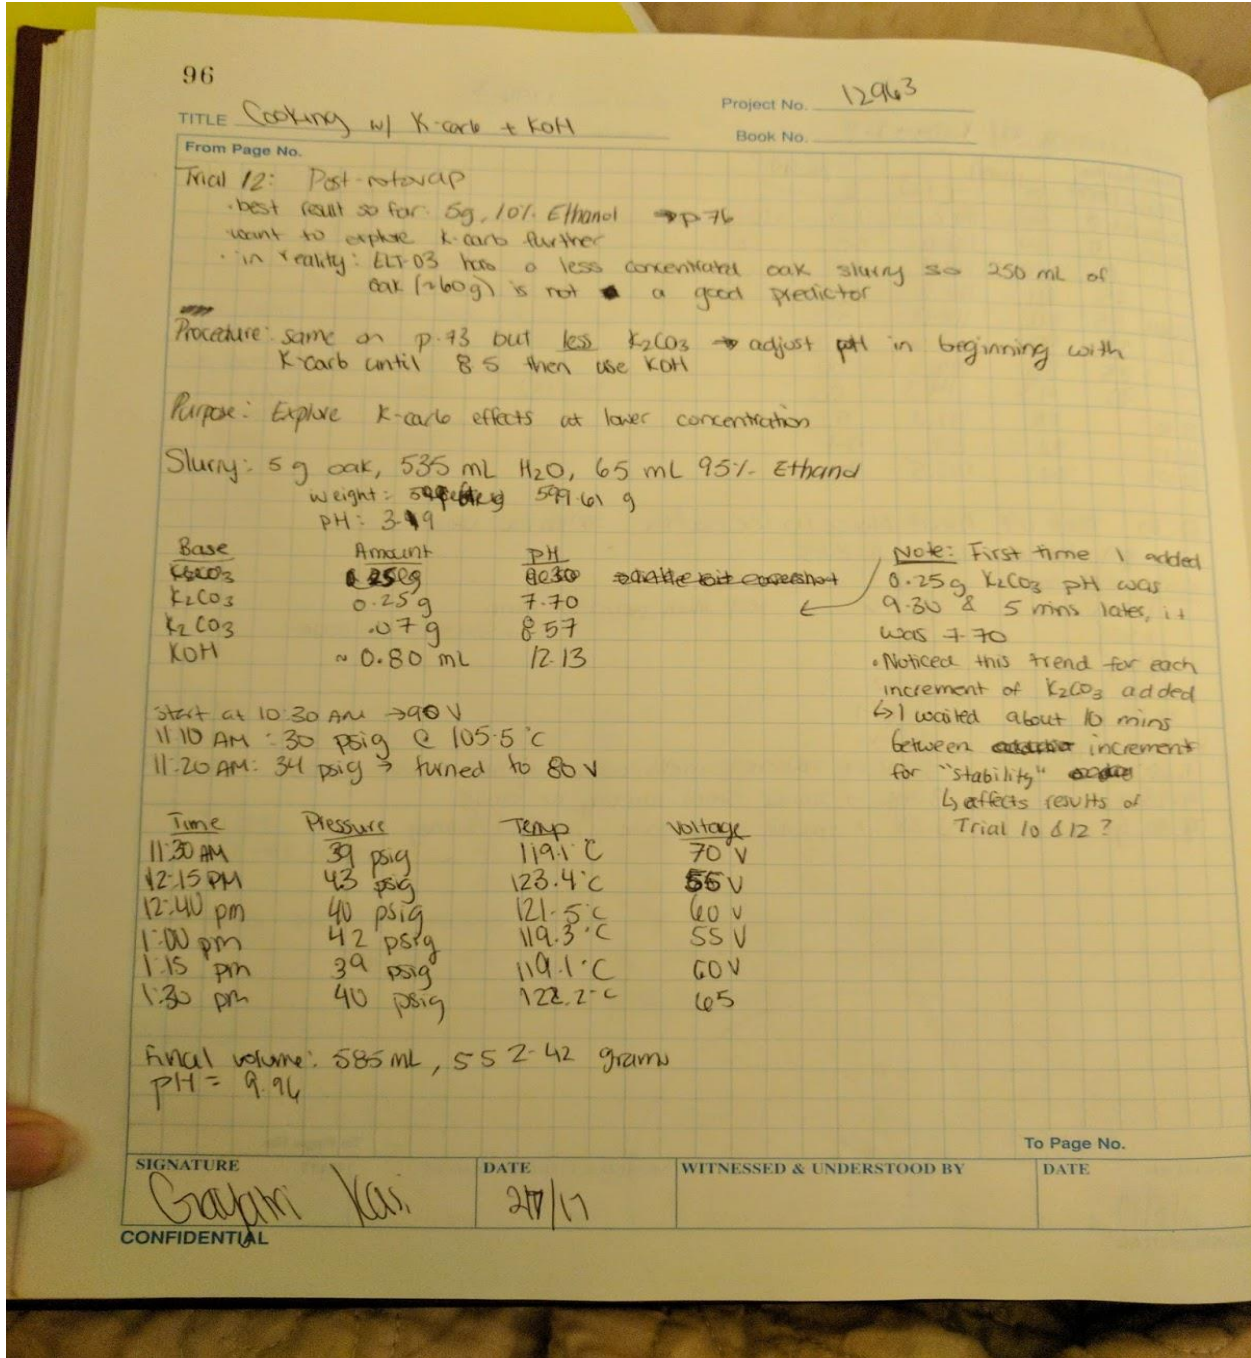 96
Project No. 12963
TITLE Cooking w/ K-carb + KOH
Book No.
From Page No.
Trial 12: Post-rotovap
· best result so far: 5g, 10% Ethanol → p.76
want to explore K-carb further
· in reality: ELT-03 has a less concentrated oak slurry so 250 mL of
oak (~60g) is not a good predictor
Procedure: same on p.73 but less K2CO3 → adjust pH in beginning with
K-carb until 8.5 then use KOH
Purpose: Explore K-carb effects at lower concentration
Slurry: 5 g oak, 535 mL H2O, 65 mL 95% Ethanol
weight: 599.61 g
pH: 3.99
Base Amount pH
K2CO3 0.25g 7.70
K2CO3 .07g 8.57
KOH ~ 0.80 mL 12.13
Note: First time I added
0.25g K2CO3 pH was
9.30 & 5 mins later, it
was 7.70
· Noticed this trend for each
increment of K2CO3 added
↳ I waited about 10 mins
between increment
for "stability"
↳ affects results of
Trial 10 & 12?
Start at 10:30 AM → 90 V
11:10 AM: 30 psig @ 105.5°C
11:20 AM: 34 psig → turned to 80 V
Time Pressure Temp Voltage
11:30 AM 39 psig 119.1°C 70 V
12:15 PM 43 psig 123.4°C 55 V
12:40 pm 40 psig 121.5°C 60 V
1:00 pm 42 psig 119.3°C 55 V
1:15 pm 39 psig 119.1°C 60V
1:30 pm 40 psig 122.2°C 65
Final volume: 585 mL, 552.42 grams
pH = 9.96
To Page No.
SIGNATURE DATE WITNESSED & UNDERSTOOD BY DATE
Gayatri Kasi
CONFIDENTIAL